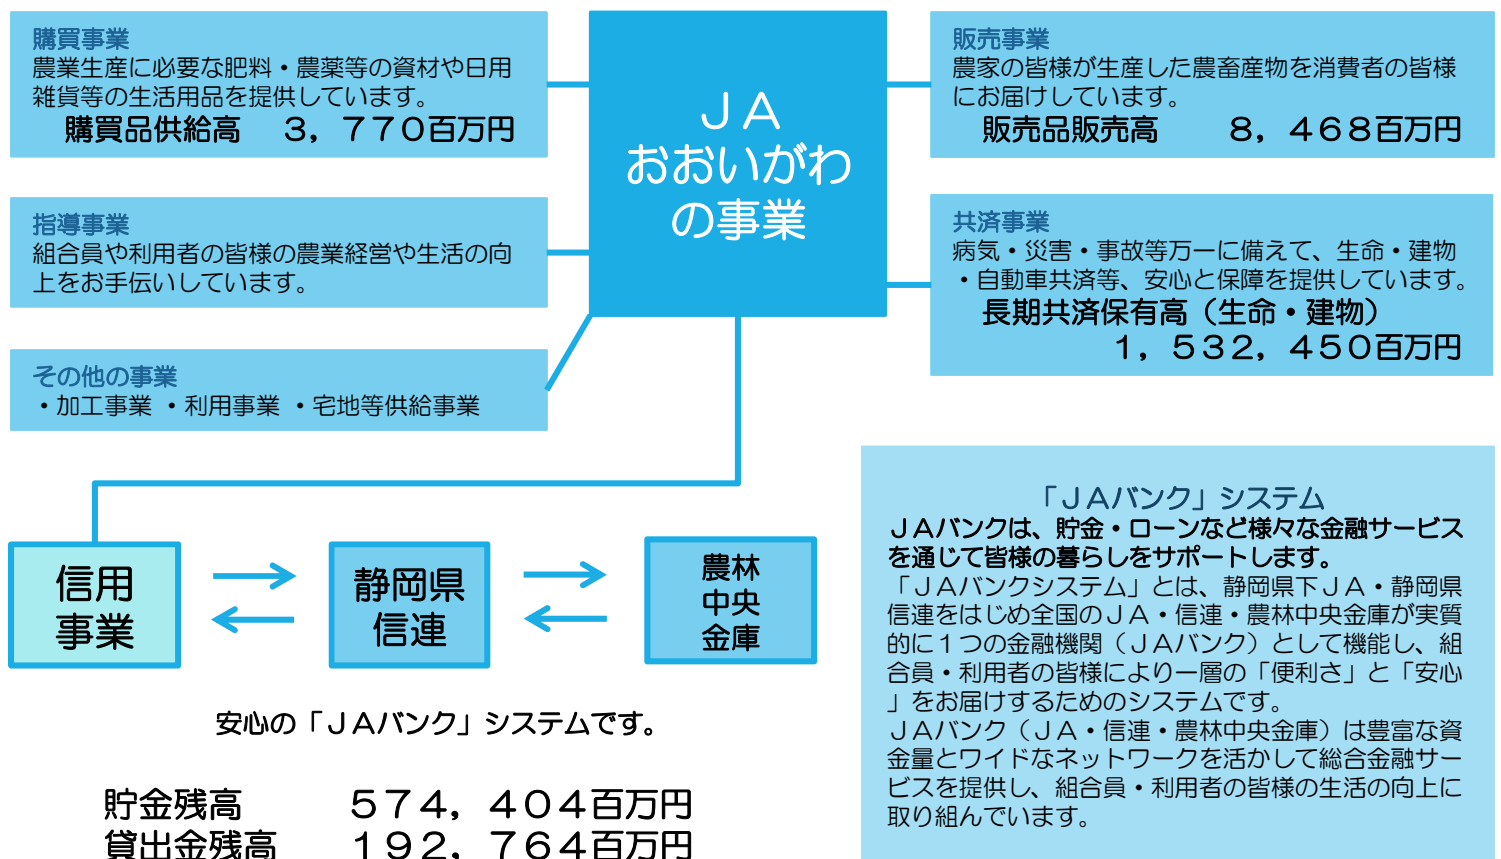 購買事業
農業生産に必要な肥料・農薬等の資材や日用
雑貨等の生活用品を提供しています。
購買品供給高　３，７７０百万円
指導事業
組合員や利用者の皆様の農業経営や生活の向
上をお手伝いしています。
その他の事業
・加工事業 ・利用事業 ・宅地等供給事業
ＪＡ
おおいがわ
の事業
販売事業
農家の皆様が生産した農畜産物を消費者の皆様
にお届けしています。
販売品販売高　　８，４６８百万円
共済事業
病気・災害・事故等万一に備えて、生命・建物
・自動車共済等、安心と保障を提供しています。
長期共済保有高（生命・建物）
１，５３２，４５０百万円
信用
事業
静岡県
信連
農林
中央
金庫
安心の「ＪＡバンク」システムです。
貯金残高　　　５７４，４０４百万円
貸出金残高　　１９２，７６４百万円
「ＪＡバンク」システム
ＪＡバンクは、貯金・ローンなど様々な金融サービス
を通じて皆様の暮らしをサポートします。
「ＪＡバンクシステム」とは、静岡県下ＪＡ・静岡県
信連をはじめ全国のＪＡ・信連・農林中央金庫が実質
的に１つの金融機関（ＪＡバンク）として機能し、組
合員・利用者の皆様により一層の「便利さ」と「安心
」をお届けするためのシステムです。
ＪＡバンク（ＪＡ・信連・農林中央金庫）は豊富な資
金量とワイドなネットワークを活かして総合金融サー
ビスを提供し、組合員・利用者の皆様の生活の向上に
取り組んでいます。